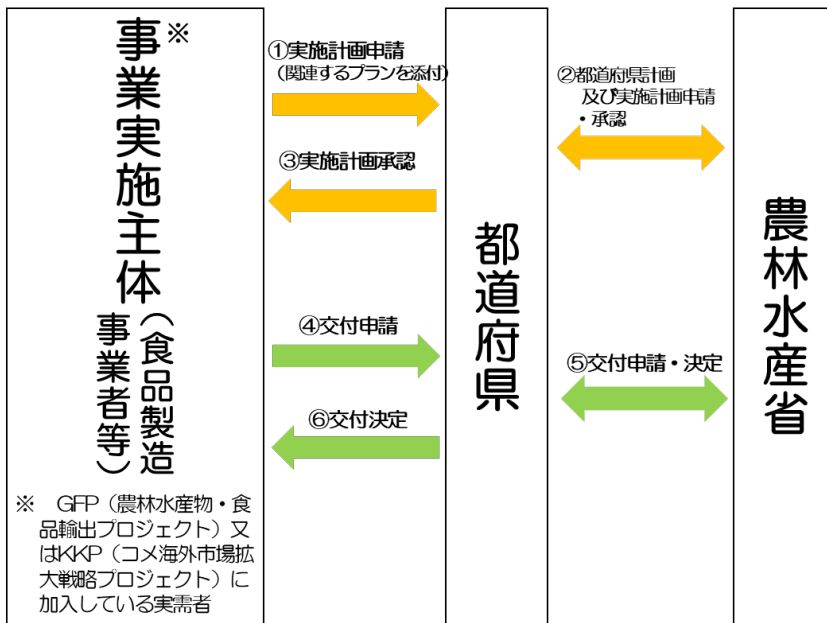 事業実施主体※
（食品製造
事業者等）
※　GFP（農林水産物・食
品輸出プロジェクト）又
はKKP（コメ海外市場拡
大戦略プロジェクト）に
加入している実需者
①実施計画申請
（関連するプランを添付）
③実施計画承認
④交付申請
⑥交付決定
都道府県
②都道府県計画
及び実施計画申請
・承認
⑤交付申請・決定
農林水産省